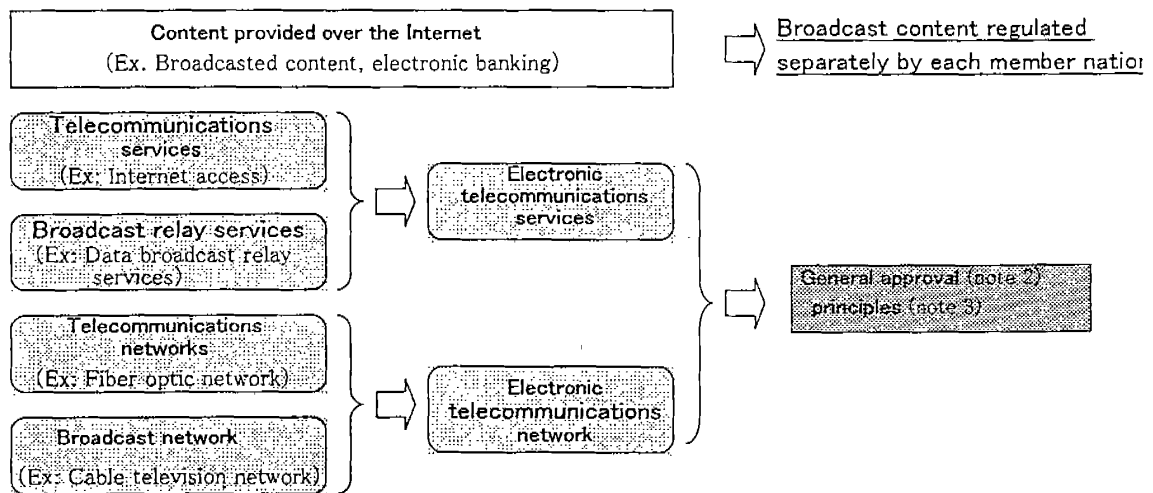 Content provided over the Internet
(Ex. Broadcasted content, electronic banking)
Broadcast content regulated
separately by each member nation
Telecommunications
services
(Ex: Internet access)
Broadcast relay services
(Ex: Data broadcast relay
services)
Electronic
telecommunications
services
General approval (note 2)
principles (note 3)
Telecommunications
networks
(Ex: Fiber optic network)
Broadcast network
(Ex: Cable television network)
Electronic
telecommunications
network